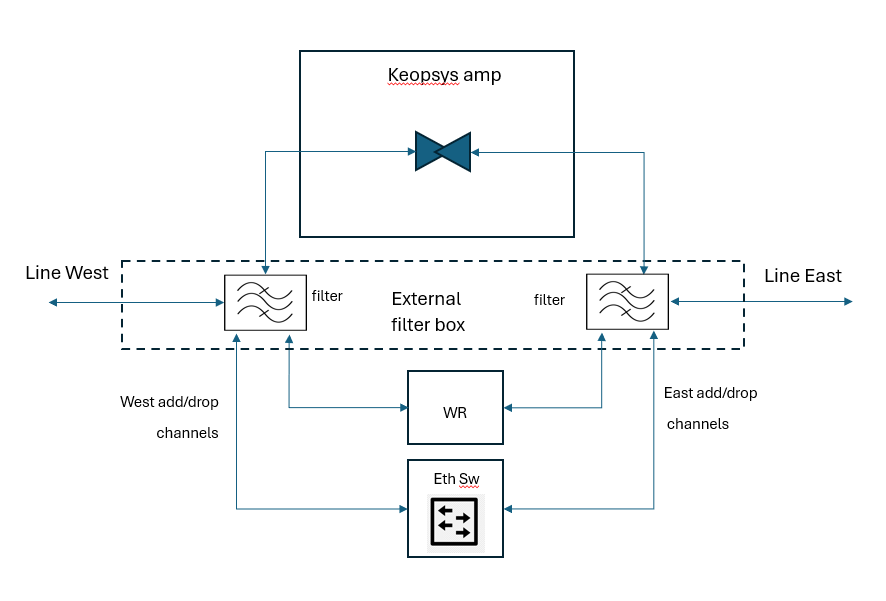 Keopsys amp
Line West
Line East
filter
External
filter box
filter
West add/drop
channels
WR
East add/drop
channels
Eth Sw